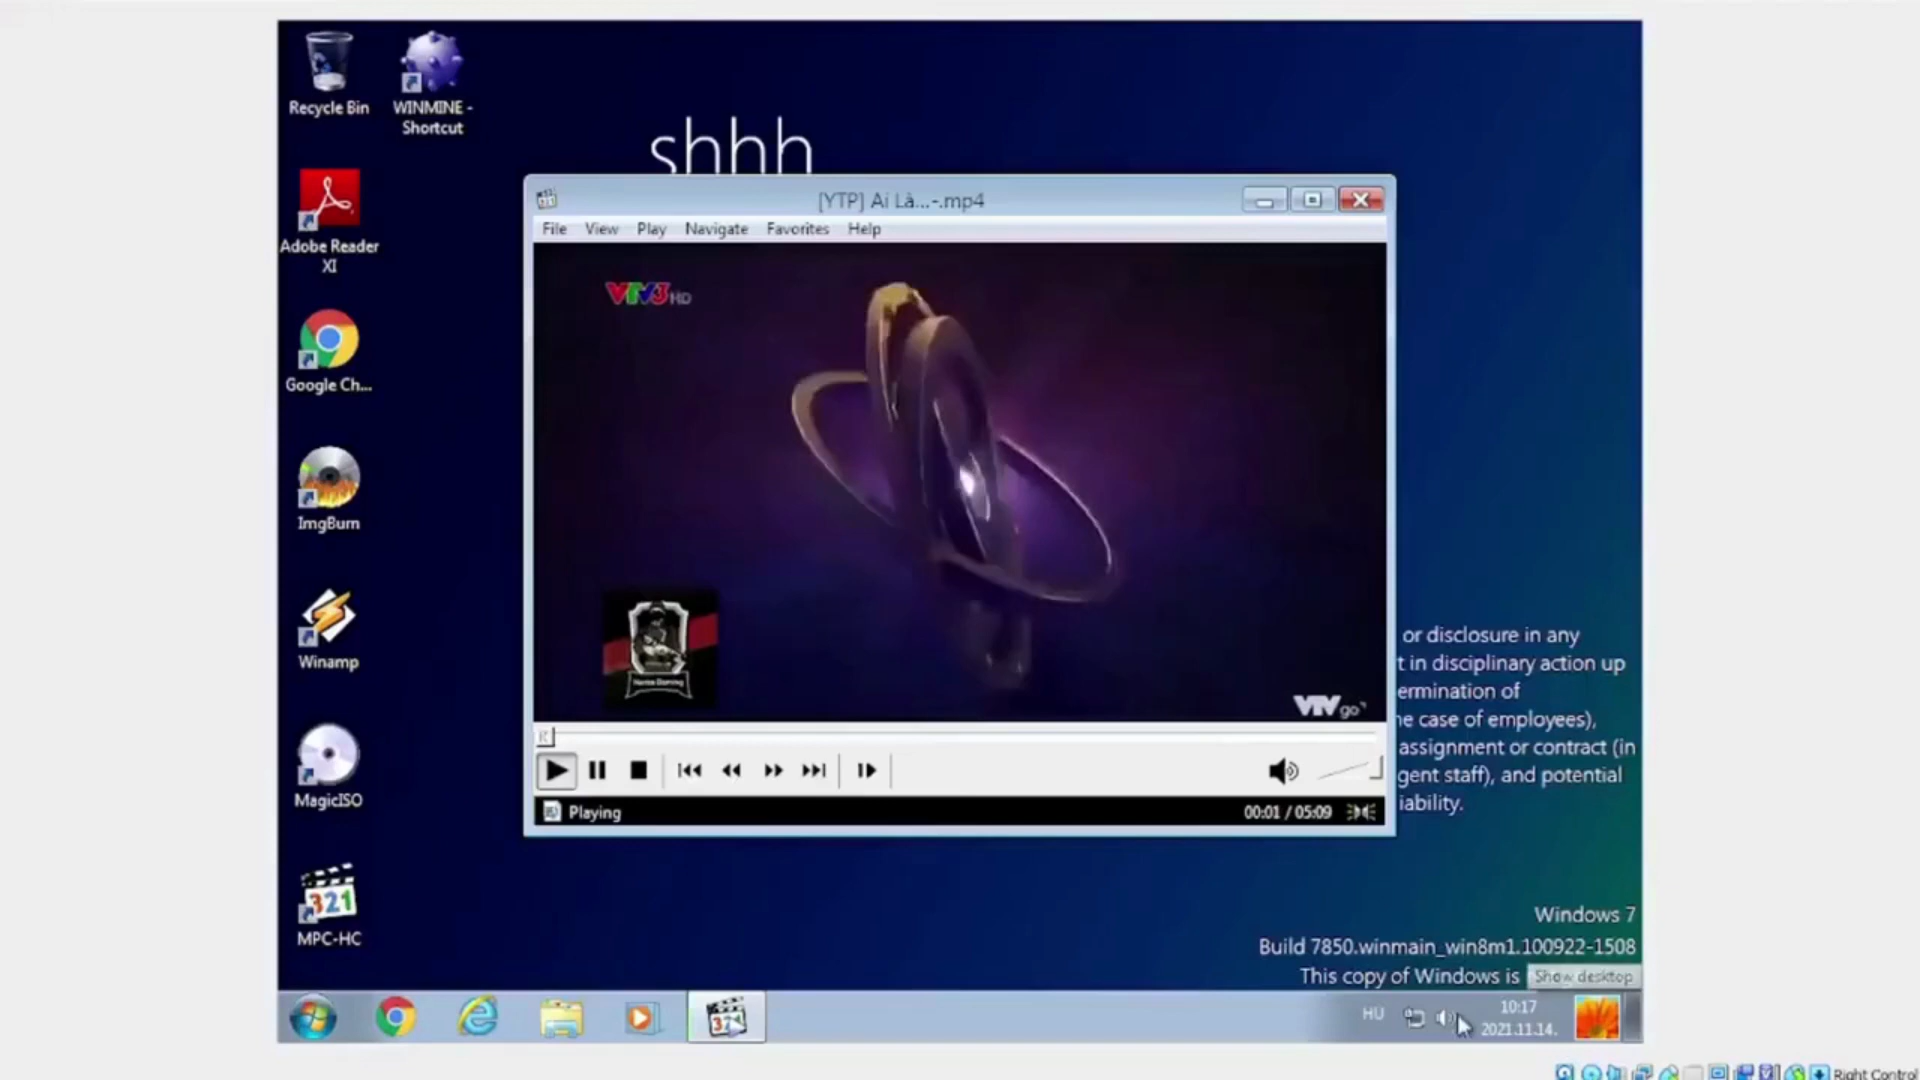 Recycle Bin
WINMINE -
Shortcut
shhh
Adobe Reader
XI
Google Ch...
ImgBurn
Winamp
MagicISO
MPC-HC
[YTP] Ai Là...-.mp4
File View Play Navigate Favorites Help
VTV3 HD
VTV go
Playing
00:01 / 05:09
or disclosure in any
t in disciplinary action up
ermination of
e case of employees),
assignment or contract (in
gent staff), and potential
iability.
Windows 7
Build 7850.winmain_win8m1.100922-1508
This copy of Windows is
Show desktop
321
HU
10:17
2021.11.14.
Right Control